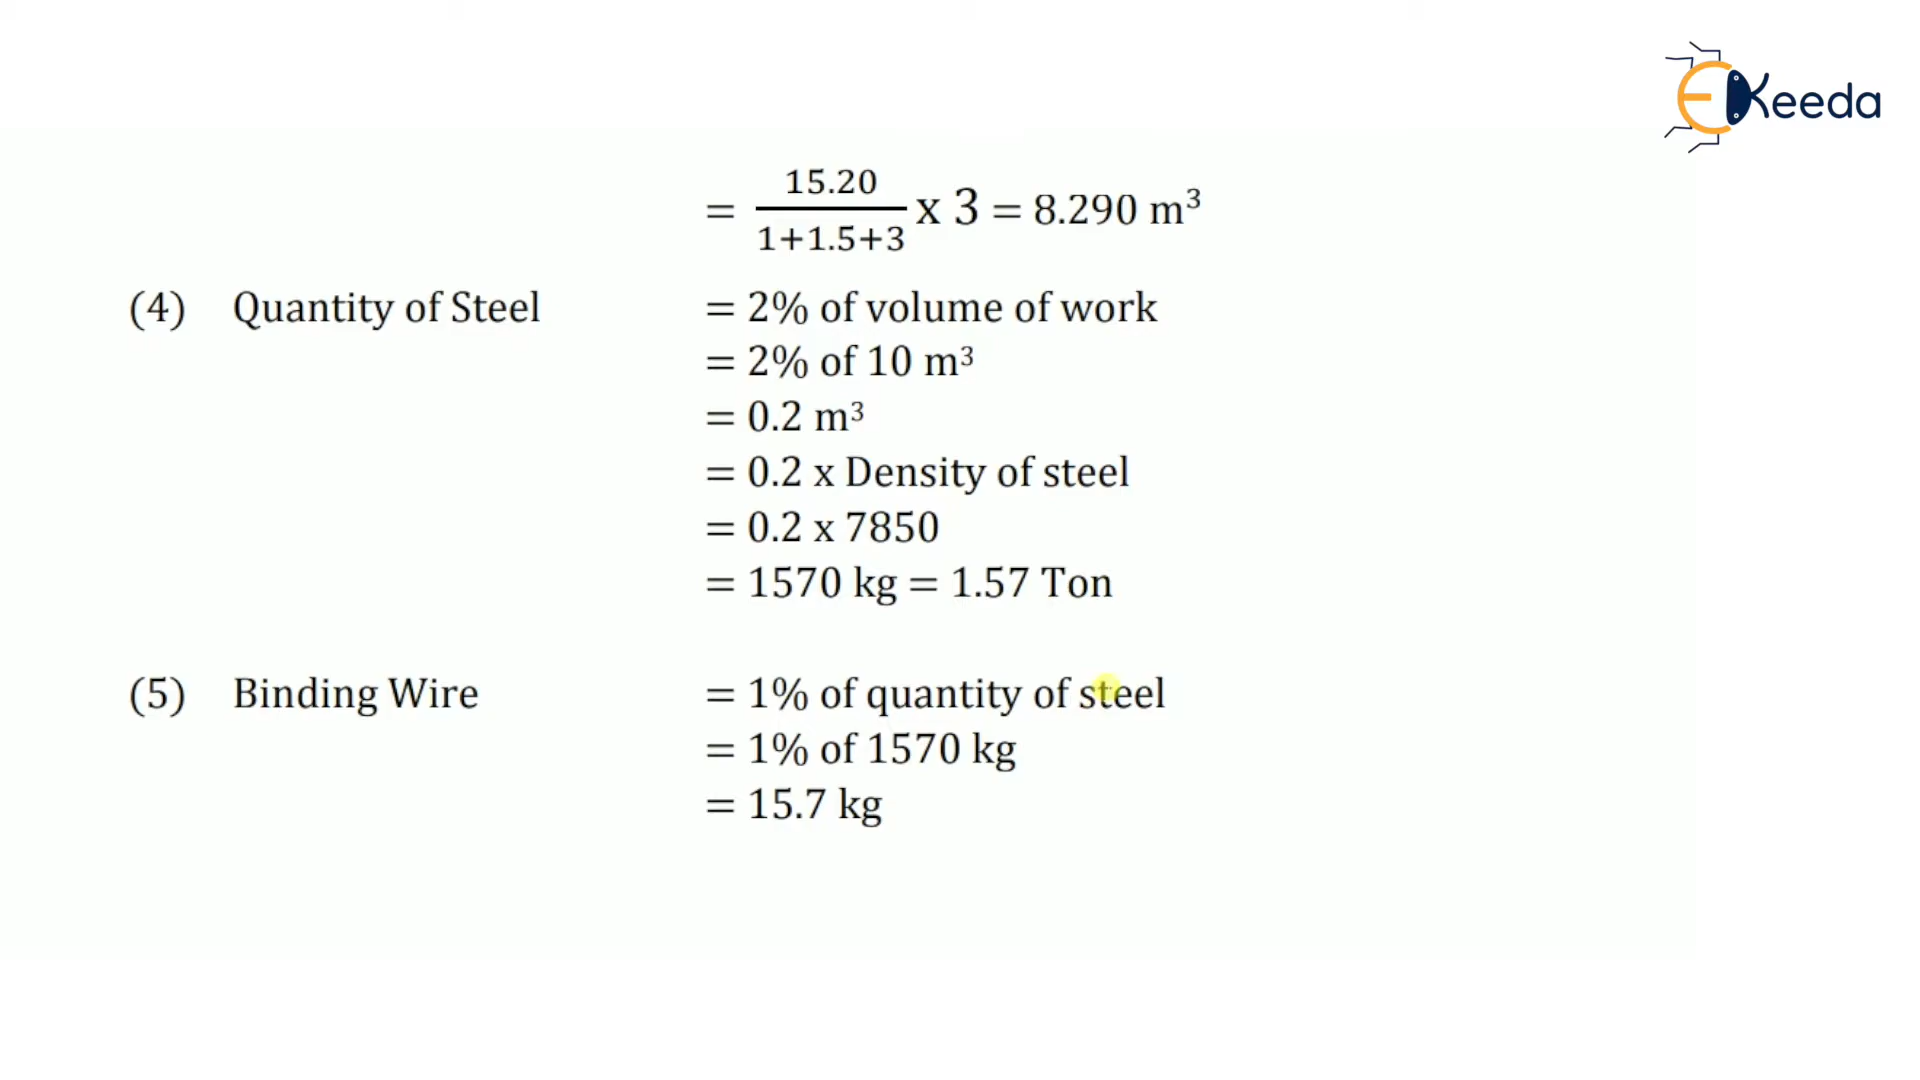 EKeeda
= 15.20/1+1.5+3 x 3 = 8.290 m³
(4) Quantity of Steel = 2% of volume of work
= 2% of 10 m³
= 0.2 m³
= 0.2 x Density of steel
= 0.2 x 7850
= 1570 kg = 1.57 Ton
(5) Binding Wire = 1% of quantity of steel
= 1% of 1570 kg
= 15.7 kg